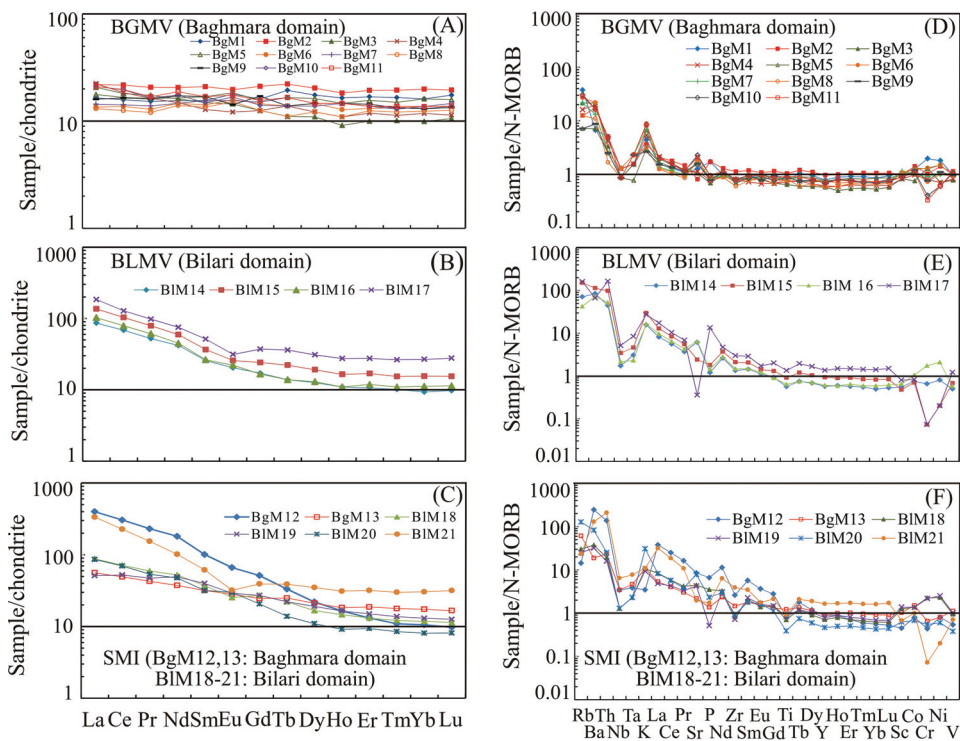 Sample/chondrite
100
10
1
BGMV (Baghmara domain)
(A)
BgM1 BgM2 BgM3 BgM4
BgM5 BgM6 BgM7 BgM8
BgM9 BgM10 BgM11
Sample/chondrite
1000
100
10
1
BLMV (Bilari domain)
(B)
BlM14 BlM15 BlM16 BlM17
Sample/chondrite
1000
100
10
1
(C)
BgM12 BgM13 BlM18
BlM19 BlM20 BlM21
SMI (BgM12,13: Baghmara domain
BlM18-21: Bilari domain)
La Ce Pr Nd Sm Eu Gd Tb Dy Ho Er Tm Yb Lu
Sample/N-MORB
1000
100
10
1
0.1
BGMV (Baghmara domain)
(D)
BgM1 BgM2 BgM3
BgM4 BgM5 BgM6
BgM7 BgM8 BgM9
BgM10 BgM11
Sample/N-MORB
1000
100
10
1
0.1
0.01
BLMV (Bilari domain)
(E)
BlM14 BlM15 BlM 16 BlM17
Sample/N-MORB
1000
100
10
1
0.1
0.01
(F)
BgM12 BgM13 BlM18
BlM19 BlM20 BlM21
SMI (BgM12,13: Baghmara domain
BlM18-21: Bilari domain)
Rb Th Ta La Pr P Zr Eu Ti Dy Ho Tm Lu Co Ni
Ba Nb K Ce Sr Nd Sm Gd Tb Y Er Yb Sc Cr V